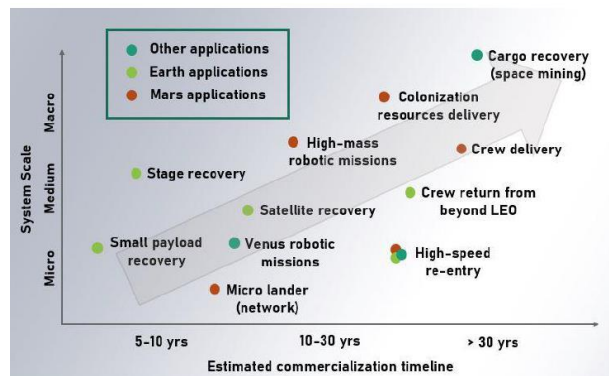 Other applications
Earth applications
Mars applications
Cargo recovery
(space mining)
Colonization
resources delivery
High-mass
robotic missions
Crew delivery
Stage recovery
Crew return from
beyond LEO
Satellite recovery
Small payload
recovery
Venus robotic
missions
High-speed
re-entry
Micro lander
(network)
System Scale
Macro
Medium
Micro
5-10 yrs
10-30 yrs
> 30 yrs
Estimated commercialization timeline